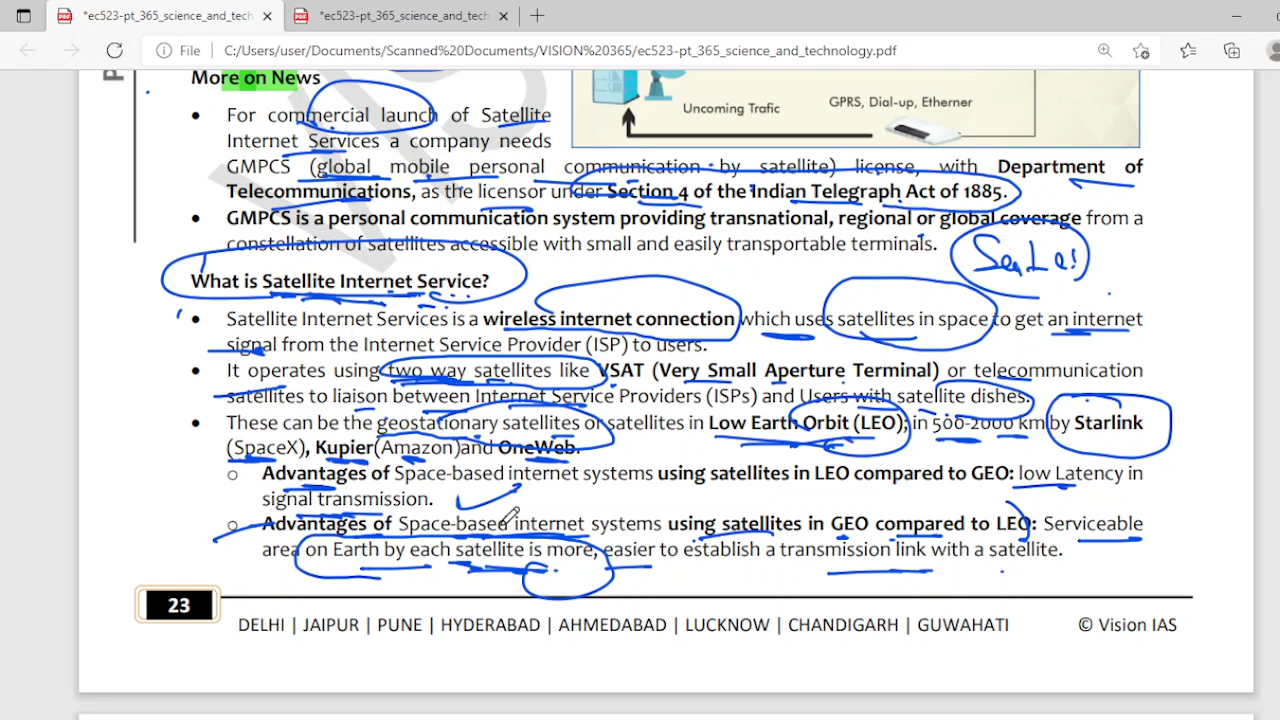 *ec523-pt_365_science_and_tech
*ec523-pt_365_science_and_tech
File C:/Users/user/Documents/Scanned%20Documents/VISION%20365/ec523-pt_365_science_and_technology.pdf
More on News
Uncoming Trafic
GPRS, Dial-up, Etherner
• For commercial launch of Satellite
Internet Services a company needs
GMPCS (global mobile personal communication by satellite) license, with Department of
Telecommunications, as the licensor under Section 4 of the Indian Telegraph Act of 1885.
• GMPCS is a personal communication system providing transnational, regional or global coverage from a
constellation of satellites accessible with small and easily transportable terminals.
What is Satellite Internet Service?
• Satellite Internet Services is a wireless internet connection which uses satellites in space to get an internet
signal from the Internet Service Provider (ISP) to users.
• It operates using two way satellites like VSAT (Very Small Aperture Terminal) or telecommunication
satellites to liaison between Internet Service Providers (ISPs) and Users with satellite dishes.
• These can be the geostationary satellites or satellites in Low Earth Orbit (LEO); in 500-2000 km by Starlink
(SpaceX), Kupier(Amazon)and OneWeb.
o Advantages of Space-based internet systems using satellites in LEO compared to GEO: low Latency in
signal transmission.
o Advantages of Space-based internet systems using satellites in GEO compared to LEO: Serviceable
area on Earth by each satellite is more, easier to establish a transmission link with a satellite.
23
DELHI | JAIPUR | PUNE | HYDERABAD | AHMEDABAD | LUCKNOW | CHANDIGARH | GUWAHATI © Vision IAS